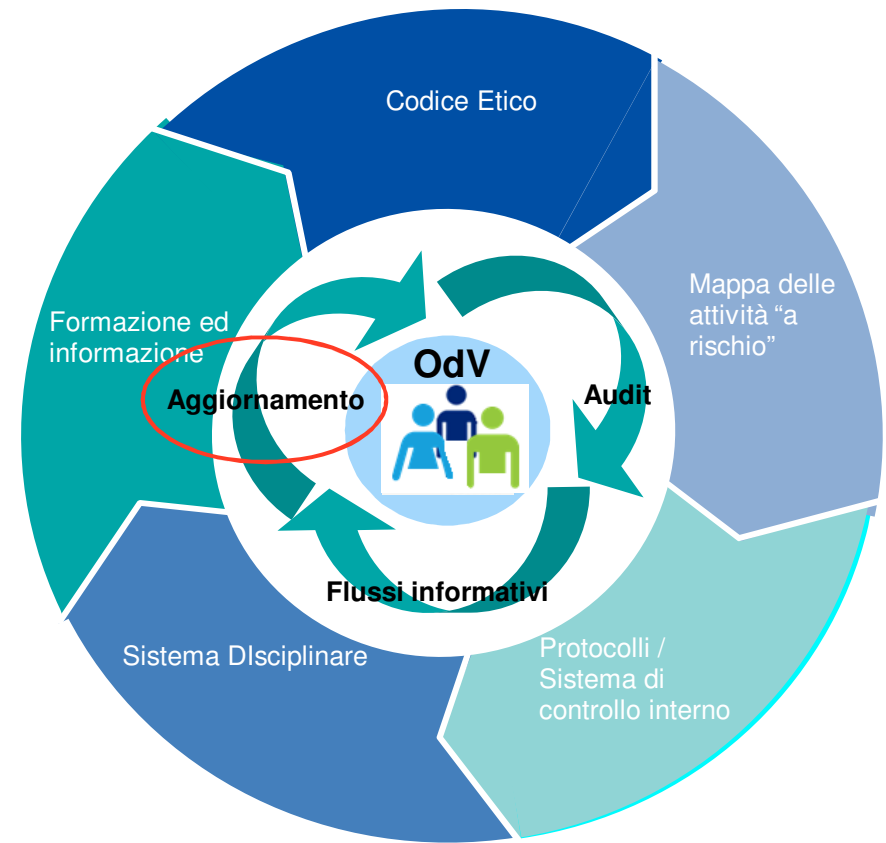 Codice Etico
Mappa delle
attività “a
rischio”
Formazione ed
informazione
OdV
Aggiornamento
Audit
Flussi informativi
Sistema DIsciplinare
Protocolli /
Sistema di
controllo interno